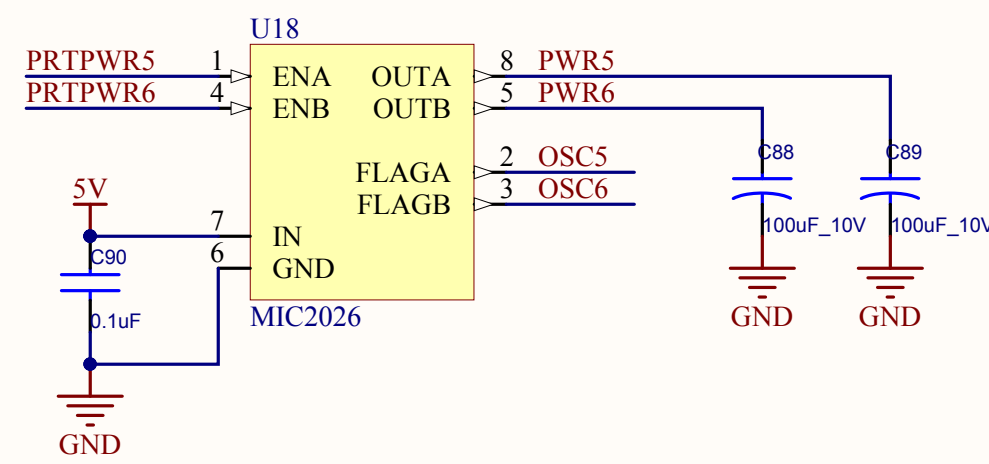 U18
PRTPWR5 1 ENA OUTA 8 PWR5
PRTPWR6 4 ENB OUTB 5 PWR6
C88 C89
FLAGA 2 OSC5
FLAGB 3 OSC6
5V
100uF_10V 100uF_10V
7 IN
C90
6 GND
0.1uF
MIC2026
GND GND
GND